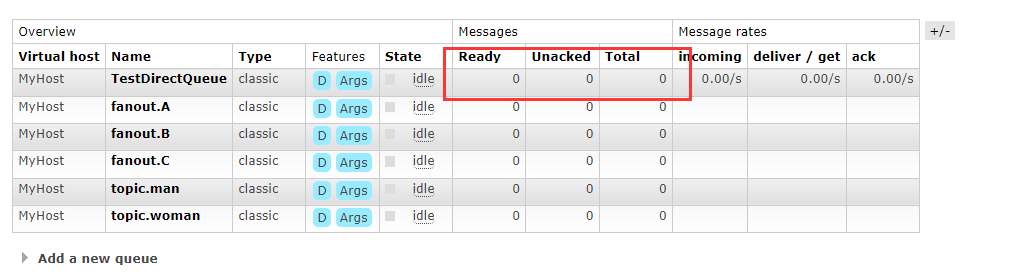 Overview Messages Message rates +/-
Virtual host Name Type Features State Ready Unacked Total incoming deliver / get ack
MyHost TestDirectQueue classic D Args idle 0 0 0 0.00/s 0.00/s 0.00/s
MyHost fanout.A classic D Args idle 0 0 0
MyHost fanout.B classic D Args idle 0 0 0
MyHost fanout.C classic D Args idle 0 0 0
MyHost topic.man classic D Args idle 0 0 0
MyHost topic.woman classic D Args idle 0 0 0
Add a new queue